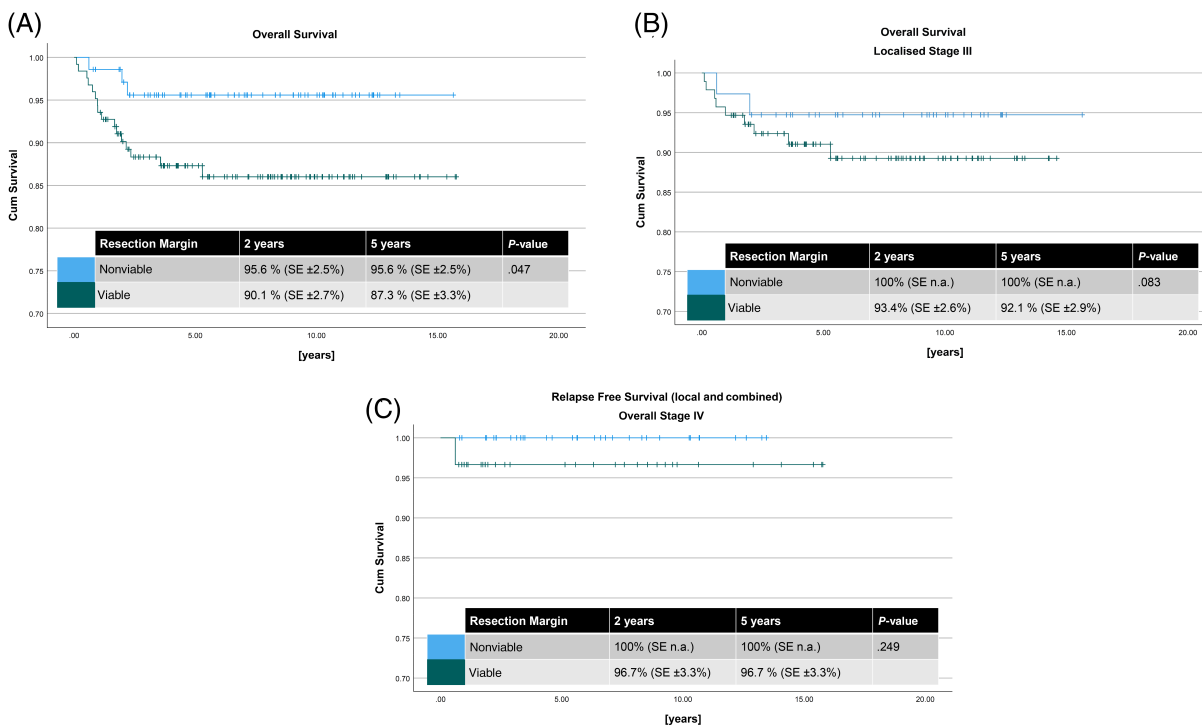 (A)
Overall Survival
1.00
0.95
0.90
0.85
0.80
0.75
0.70
Cum Survival
Resection Margin 2 years 5 years P-value
Nonviable 95.6 % (SE ±2.5%) 95.6 % (SE ±2.5%) .047
Viable 90.1 % (SE ±2.7%) 87.3 % (SE ±3.3%)
.00 5.00 10.00 15.00 20.00
[years]
(B)
Overall Survival
Localised Stage III
1.00
0.95
0.90
0.85
0.80
0.75
0.70
Cum Survival
Resection Margin 2 years 5 years P-value
Nonviable 100% (SE n.a.) 100% (SE n.a.) .083
Viable 93.4% (SE ±2.6%) 92.1 % (SE ±2.9%)
.00 5.00 10.00 15.00 20.00
[years]
(C)
Relapse Free Survival (local and combined)
Overall Stage IV
1.00
0.95
0.90
0.85
0.80
0.75
0.70
Cum Survival
Resection Margin 2 years 5 years P-value
Nonviable 100% (SE n.a.) 100% (SE n.a.) .249
Viable 96.7% (SE ±3.3%) 96.7 % (SE ±3.3%)
.00 5.00 10.00 15.00 20.00
[years]